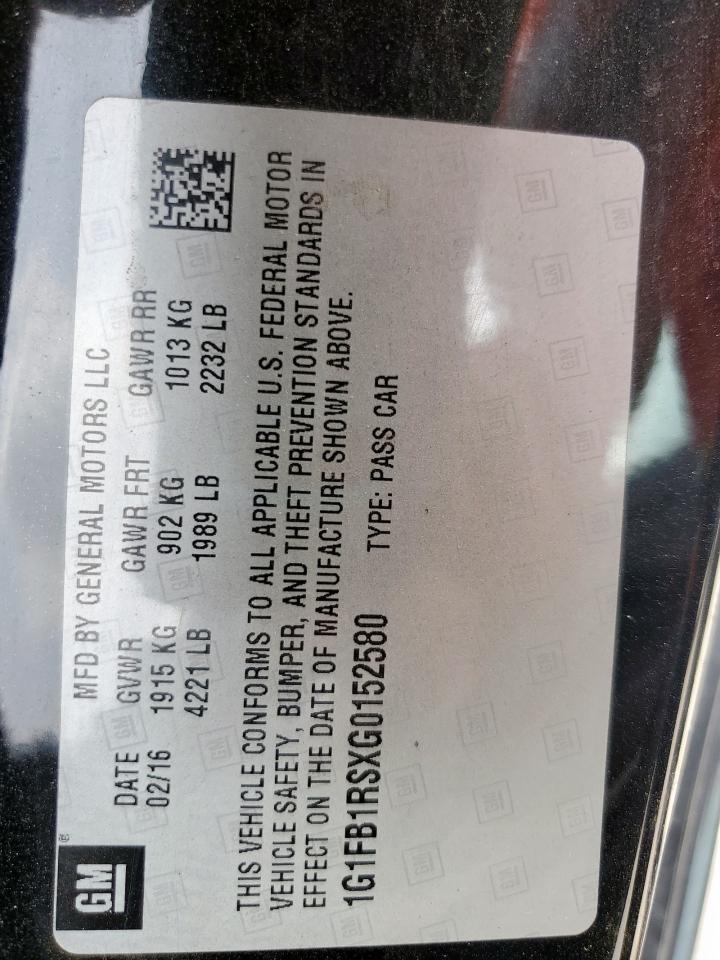 GM ®
MFD BY GENERAL MOTORS LLC
DATE GVWR GAWR FRT GAWR RR
02/16 1915 KG 902 KG 1013 KG
4221 LB 1989 LB 2232 LB
THIS VEHICLE CONFORMS TO ALL APPLICABLE U.S. FEDERAL MOTOR
VEHICLE SAFETY, BUMPER, AND THEFT PREVENTION STANDARDS IN
EFFECT ON THE DATE OF MANUFACTURE SHOWN ABOVE.
1G1FB1RSXG0152580 TYPE: PASS CAR